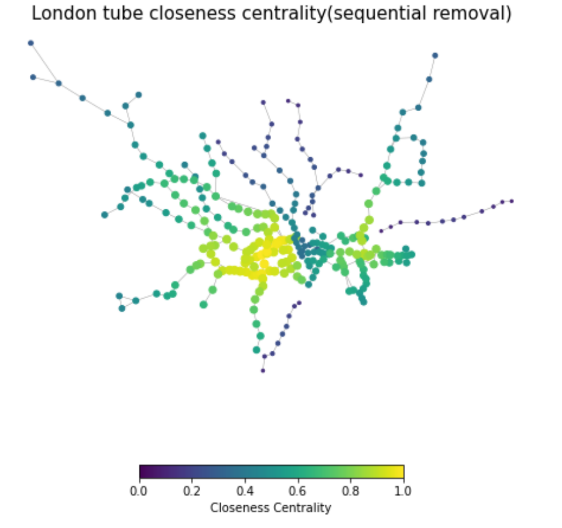 London tube closeness centrality(sequential removal)
0.0 0.2 0.4 0.6 0.8 1.0
Closeness Centrality